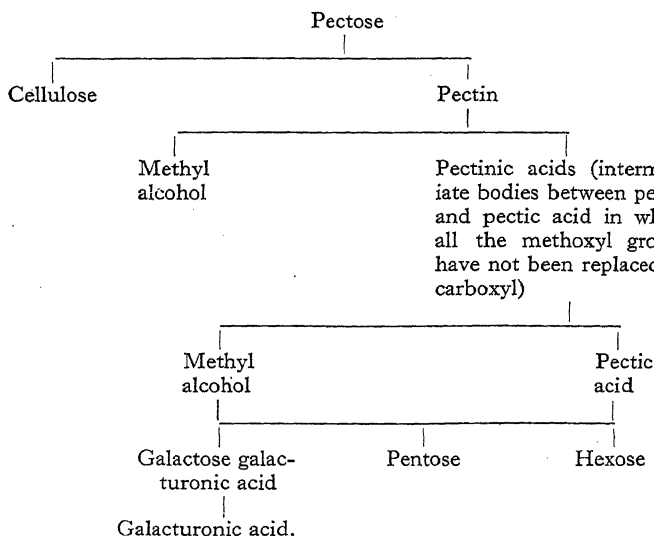 Pectose
Cellulose
Pectin
Methyl
alcohol
Pectinic acids (interm
iate bodies between pe
and pectic acid in wh
all the methoxyl gro
have not been replaced
carboxyl)
Methyl
alcohol
Pectic
acid
Galactose galac-
turonic acid
Pentose
Hexose
Galacturonic acid.